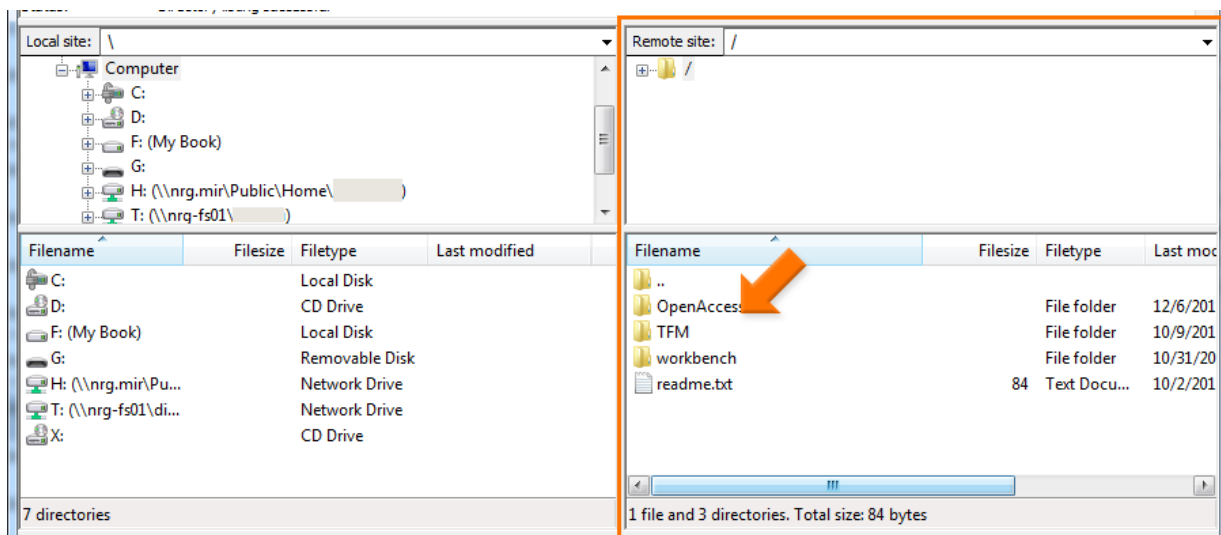 Local site: \
Computer
C:
D:
F: (My Book)
G:
H: (\\nrg.mir\Public\Home\ )
T: (\\nrg-fs01\ )
Filename Filesize Filetype Last modified
C: Local Disk
D: CD Drive
F: (My Book) Local Disk
G: Removable Disk
H: (\\nrg.mir\Pu... Network Drive
T: (\\nrg-fs01\di... Network Drive
X: CD Drive
7 directories
Remote site: /
/
Filename Filesize Filetype Last mod
..
OpenAccess File folder 12/6/201
TFM File folder 10/9/201
workbench File folder 10/31/20
readme.txt 84 Text Docu... 10/2/201
1 file and 3 directories. Total size: 84 bytes